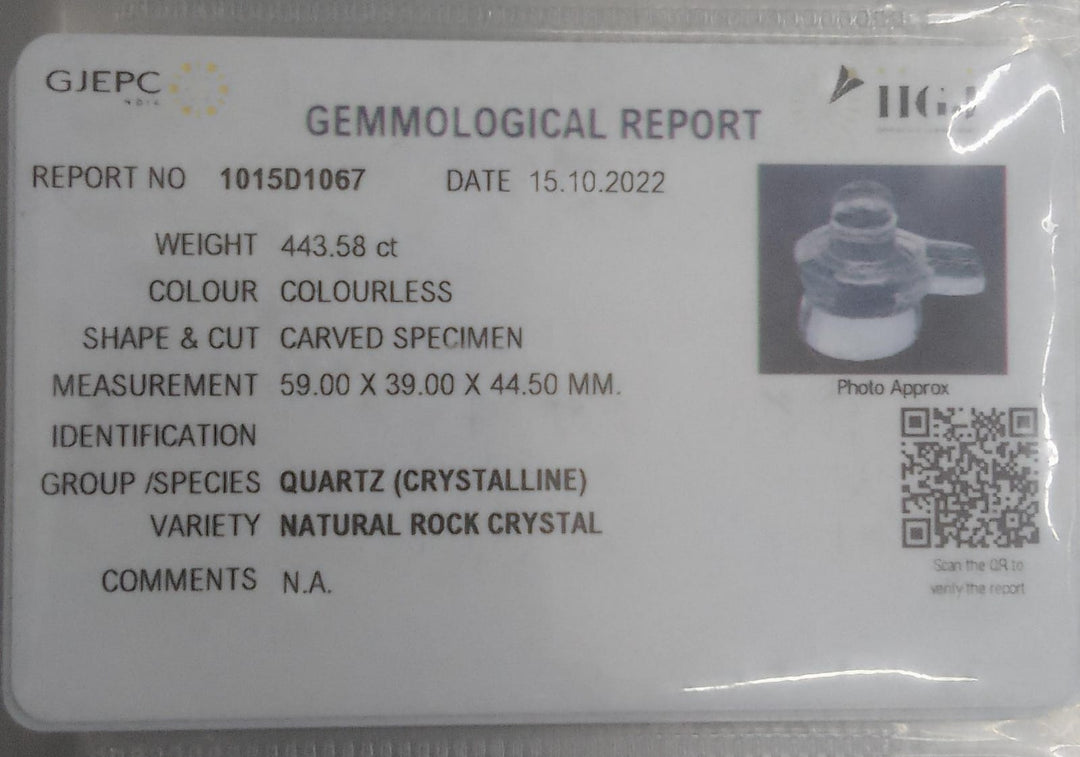 GJEPC
INDIA
IIGJ
GEMMOLOGICAL REPORT
REPORT NO 1015D1067 DATE 15.10.2022
WEIGHT 443.58 ct
COLOUR COLOURLESS
SHAPE & CUT CARVED SPECIMEN
MEASUREMENT 59.00 X 39.00 X 44.50 MM.
IDENTIFICATION
GROUP /SPECIES QUARTZ (CRYSTALLINE)
VARIETY NATURAL ROCK CRYSTAL
COMMENTS N.A.
Photo Approx
Scan the QR to
verify the report